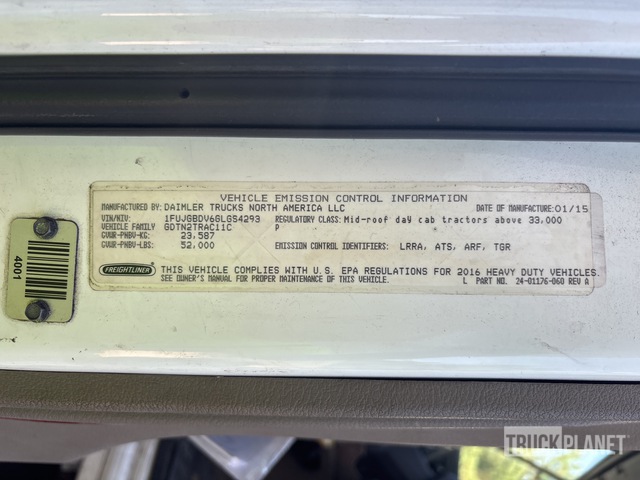 VEHICLE EMISSION CONTROL INFORMATION
MANUFACTURED BY: DAIMLER TRUCKS NORTH AMERICA LLC DATE OF MANUFACTURE: 01/15
VIN/NIV: 1FUJGBDV6GLGS4293 REGULATORY CLASS: Mid-roof day cab tractors above 33,000
VEHICLE FAMILY GDTN2TRAC11C P
GVWR-PNBV-KG: 23,587
GVWR-PNBV-LBS: 52,000 EMISSION CONTROL IDENTIFIERS: LRRA, ATS, ARF, TGR
FREIGHTLINER THIS VEHICLE COMPLIES WITH U.S. EPA REGULATIONS FOR 2016 HEAVY DUTY VEHICLES.
SEE OWNER'S MANUAL FOR PROPER MAINTENANCE OF THIS VEHICLE. L PART NO. 24-01176-060 REV A
4001
TRUCKPLANET